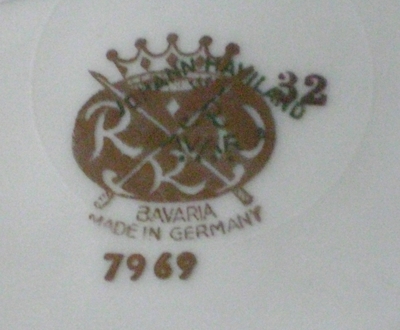 JOHANN HAVILAND
32
R C
R
BAVARIA
MADE IN GERMANY
7969